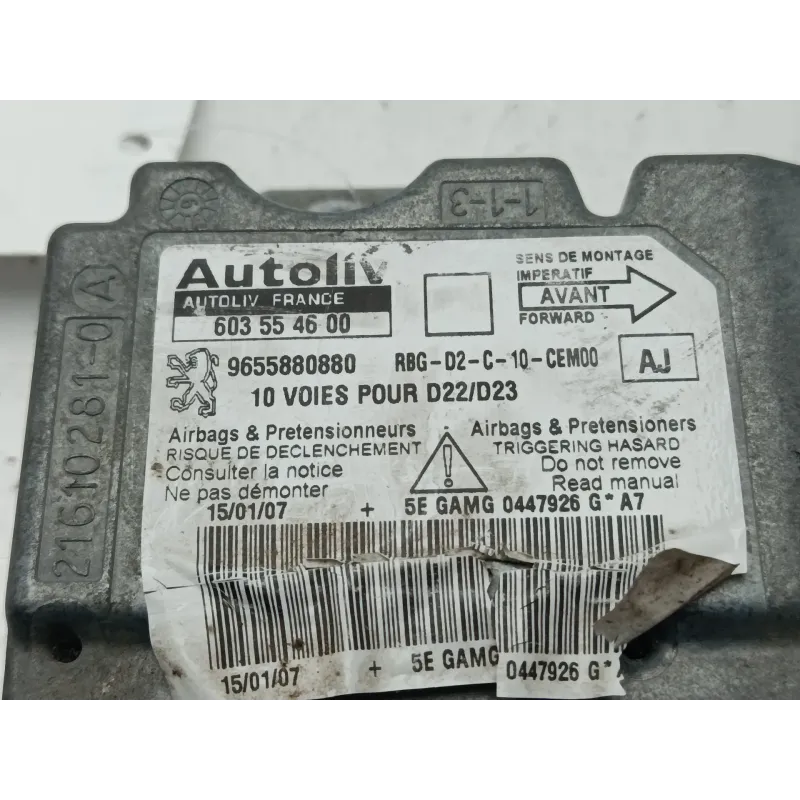 1-1-3
21610281-0 A
Autoliv
AUTOLIV FRANCE
603 55 46 00
SENS DE MONTAGE
IMPERATIF
AVANT
FORWARD
9655880880 RBG-D2-C-10-CEM00 AJ
10 VOIES POUR D22/D23
Airbags & Pretensionneurs
RISQUE DE DECLENCHEMENT
Consulter la notice
Ne pas démonter
Airbags & Pretensioners
TRIGGERING HASARD
Do not remove
Read manual
15/01/07 + 5E GAMG 0447926 G* A7
15/01/07 + 5E GAMG 0447926 G*